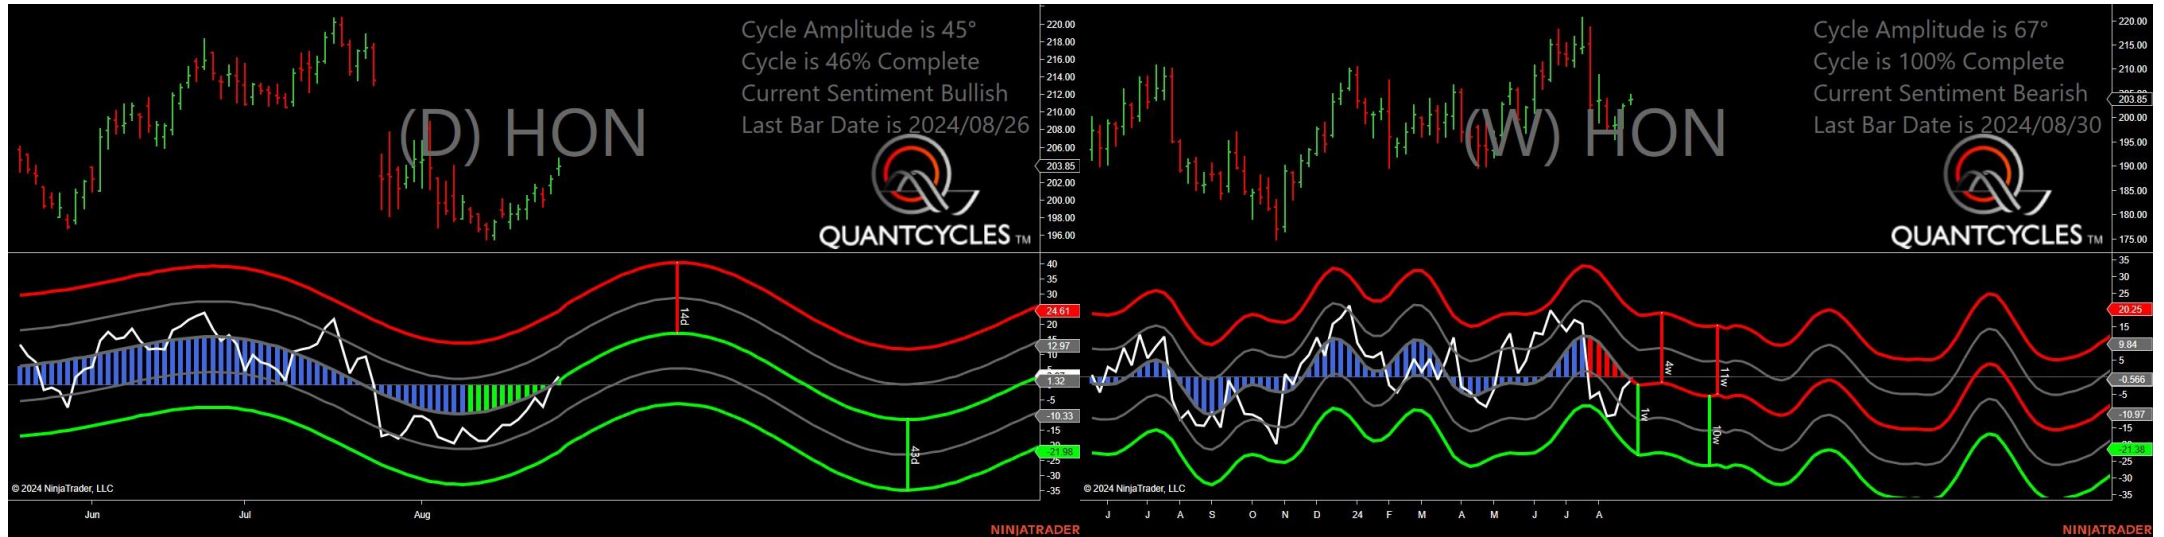 Cycle Amplitude is 45°
Cycle is 46% Complete
Current Sentiment Bullish
Last Bar Date is 2024/08/26
(D) HON
QUANTCYCLES TM
220.00
218.00
216.00
214.00
212.00
210.00
208.00
206.00
203.85
202.00
200.00
198.00
196.00
40
35
30
24.61
20
15
12.97
5
1.32
-5
-10.33
-15
-21.98
-25
-30
-35
14d
43d
© 2024 NinjaTrader, LLC
Jun Jul Aug
NINJATRADER
Cycle Amplitude is 67°
Cycle is 100% Complete
Current Sentiment Bearish
Last Bar Date is 2024/08/30
(W) HON
QUANTCYCLES TM
220.00
215.00
210.00
203.85
200.00
195.00
190.00
185.00
180.00
175.00
35
30
25
20.25
15
9.84
5
-0.566
-5
-10.97
-15
-21.38
-25
-30
-35
4w
11w
1w
10w
© 2024 NinjaTrader, LLC
J J A S O N D 24 F M A M J J A
NINJATRADER